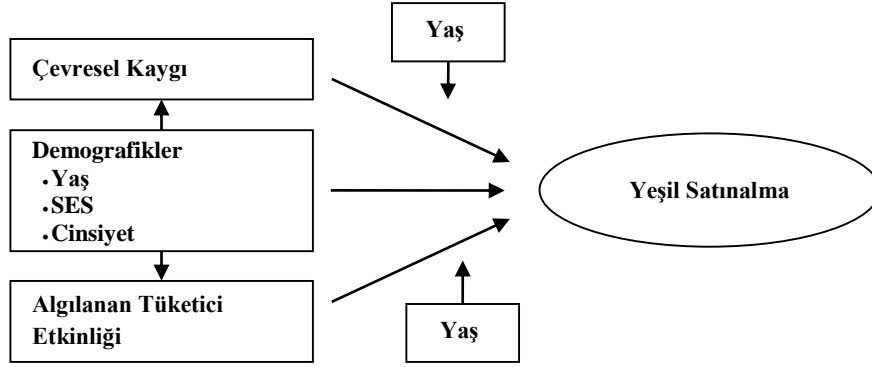 Yaş
Çevresel Kaygı
Demografikler
• Yaş
• SES
• Cinsiyet
Yeşil Satınalma
Algılanan Tüketici
Etkinliği
Yaş